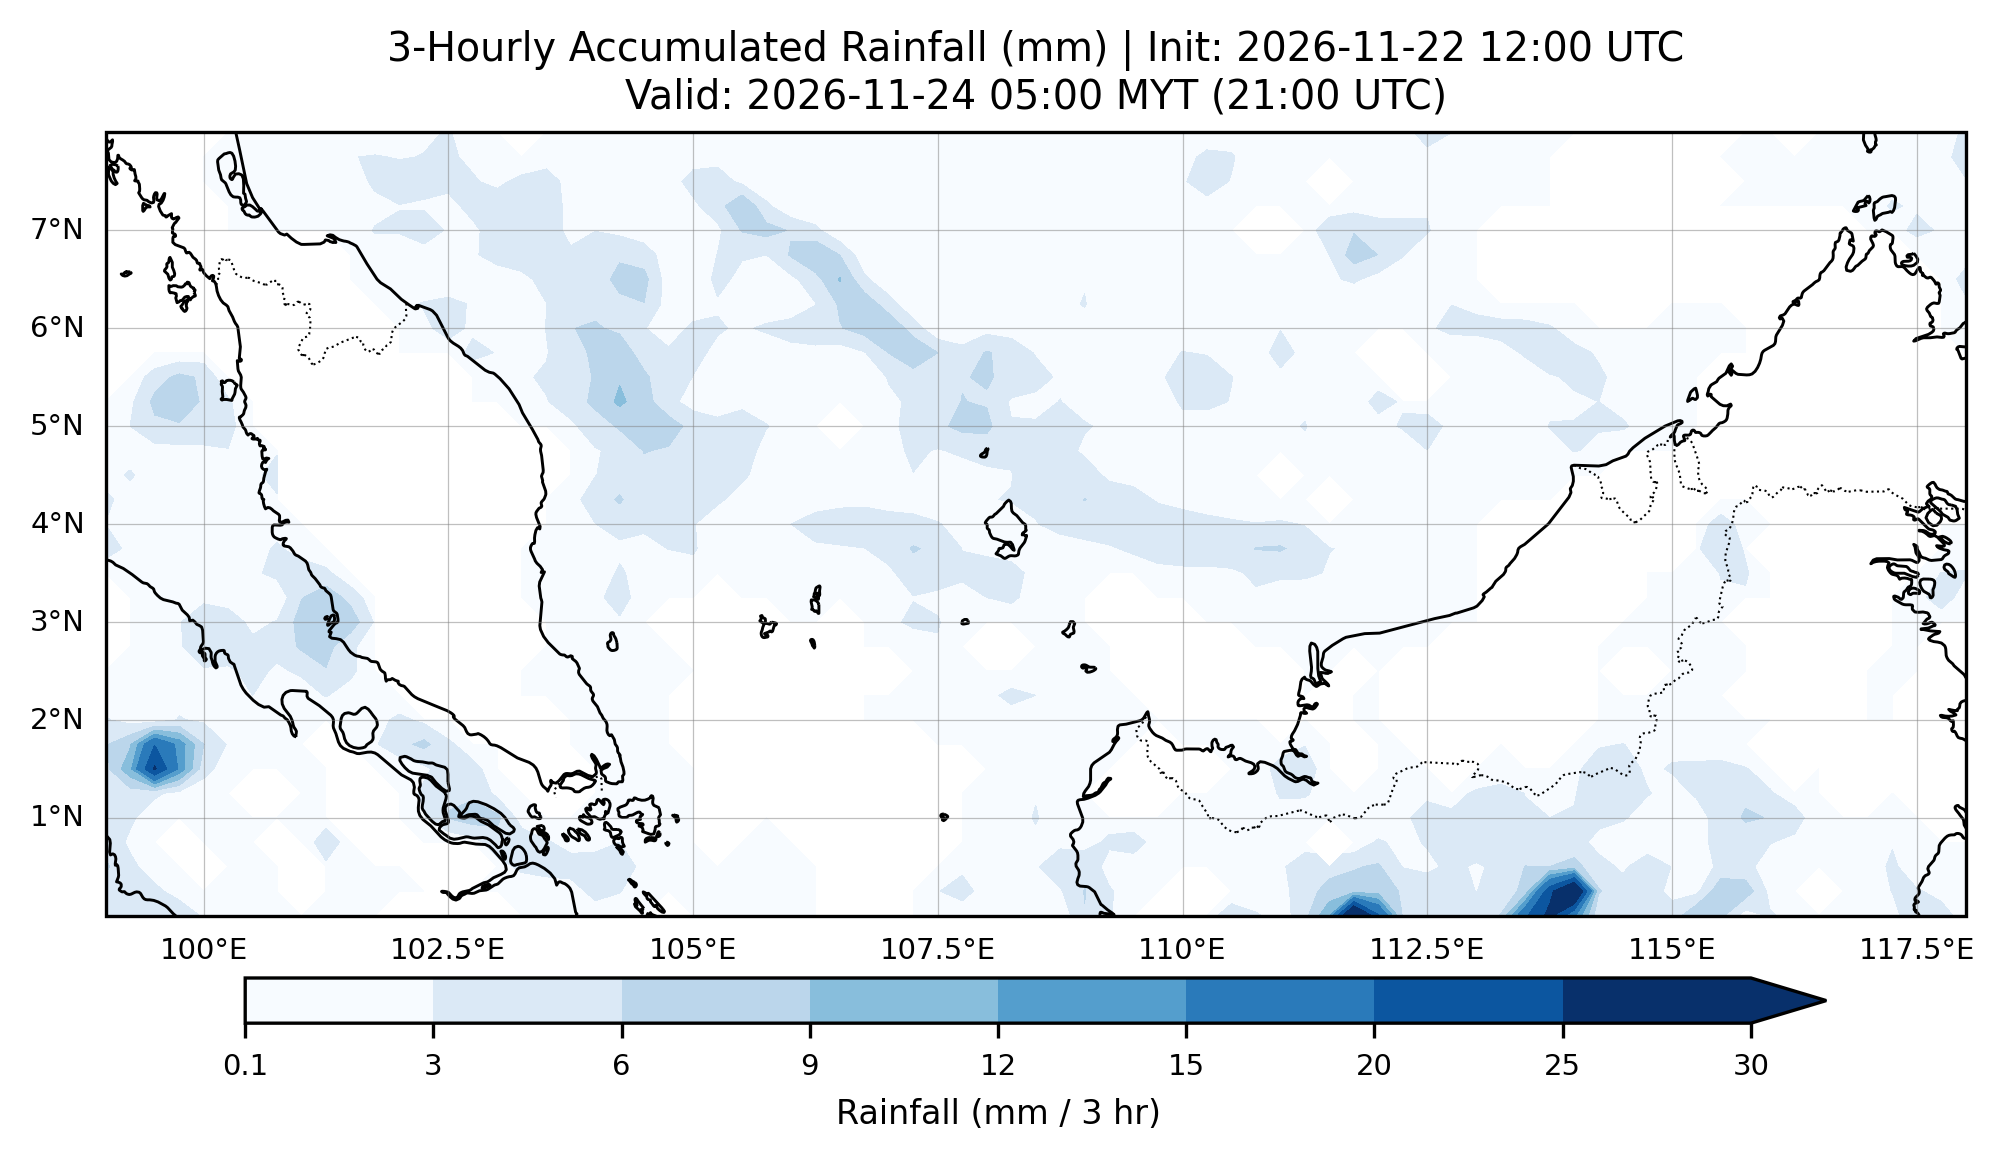 3-Hourly Accumulated Rainfall (mm) | Init: 2026-11-22 12:00 UTC
Valid: 2026-11-24 05:00 MYT (21:00 UTC)
7°N
6°N
5°N
4°N
3°N
2°N
1°N
100°E 102.5°E 105°E 107.5°E 110°E 112.5°E 115°E 117.5°E
0.1 3 6 9 12 15 20 25 30
Rainfall (mm / 3 hr)